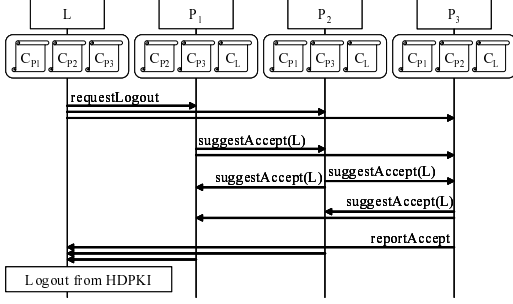 L P1 P2 P3
CP1 CP2 CP3 CP2 CP3 CL CP1 CP3 CL CP1 CP2 CL
requestLogout
suggestAccept(L)
suggestAccept(L)
suggestAccept(L)
suggestAccept(L)
reportAccept
Logout from HDPKI